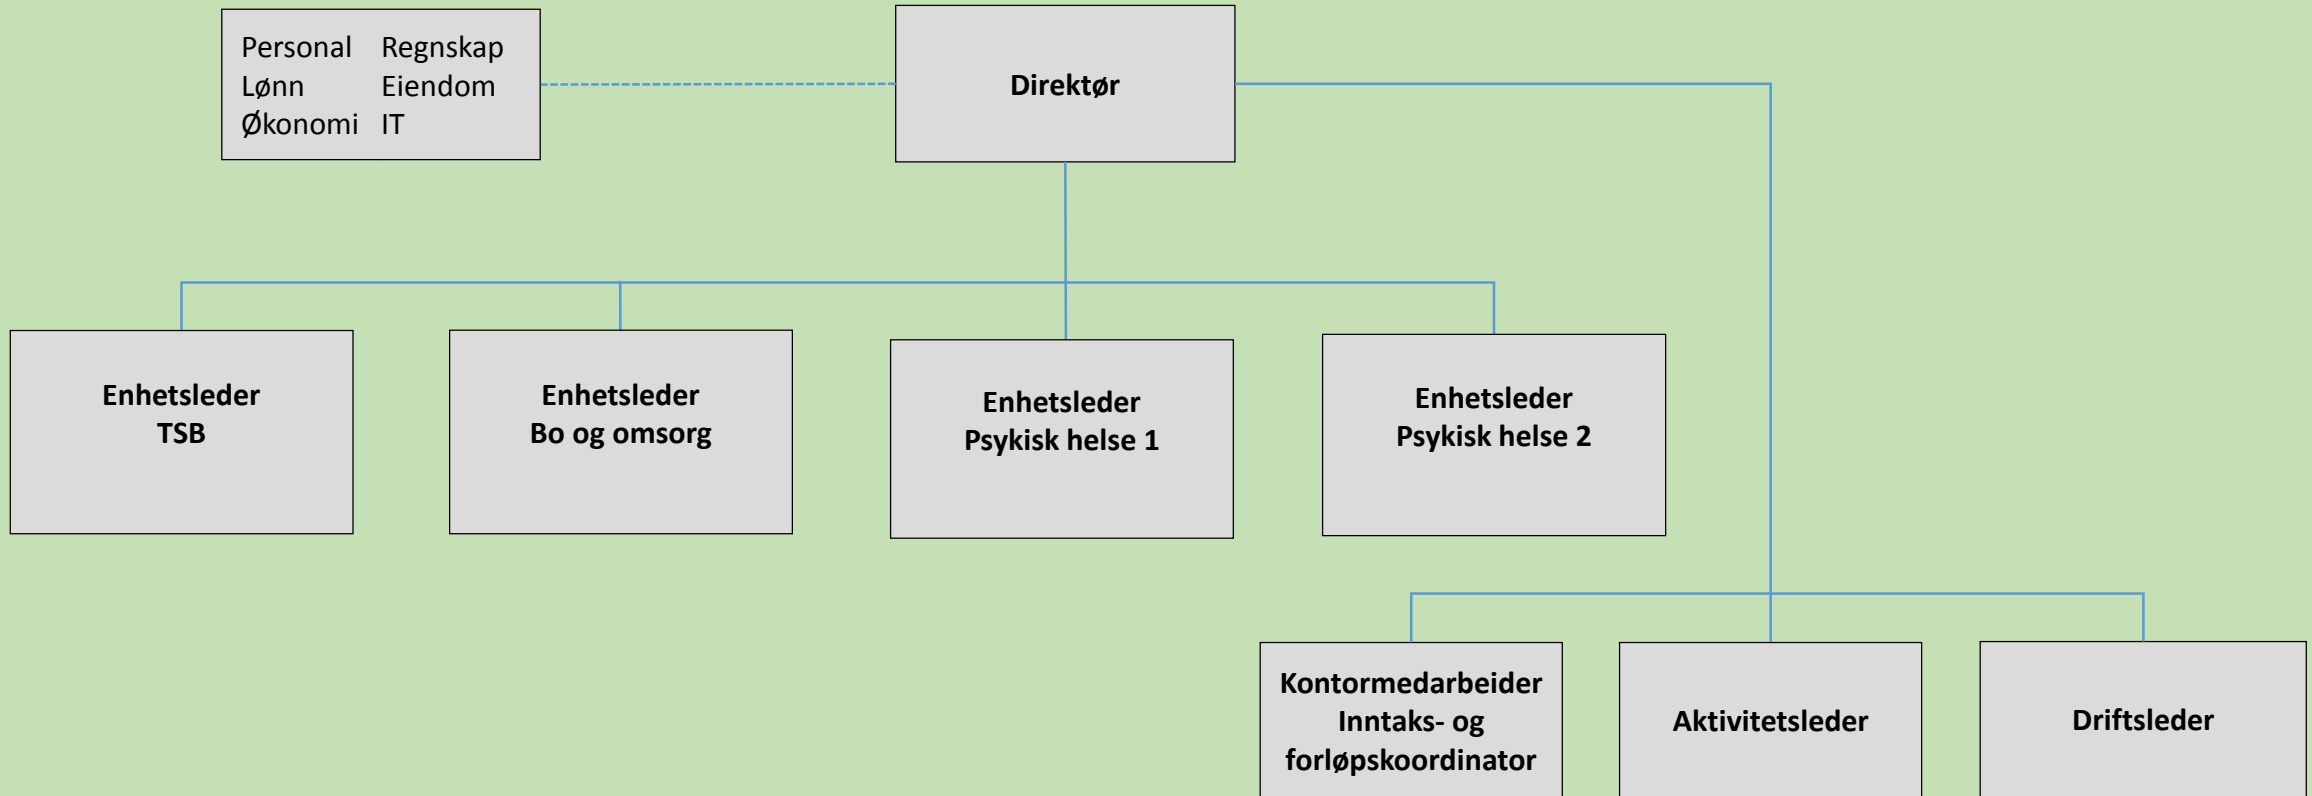 Personal Regnskap
Lønn Eiendom
Økonomi IT
Direktør
Enhetsleder
TSB
Enhetsleder
Bo og omsorg
Enhetsleder
Psykisk helse 1
Enhetsleder
Psykisk helse 2
Kontormedarbeider
Inntaks- og
forløpskoordinator
Aktivitetsleder
Driftsleder